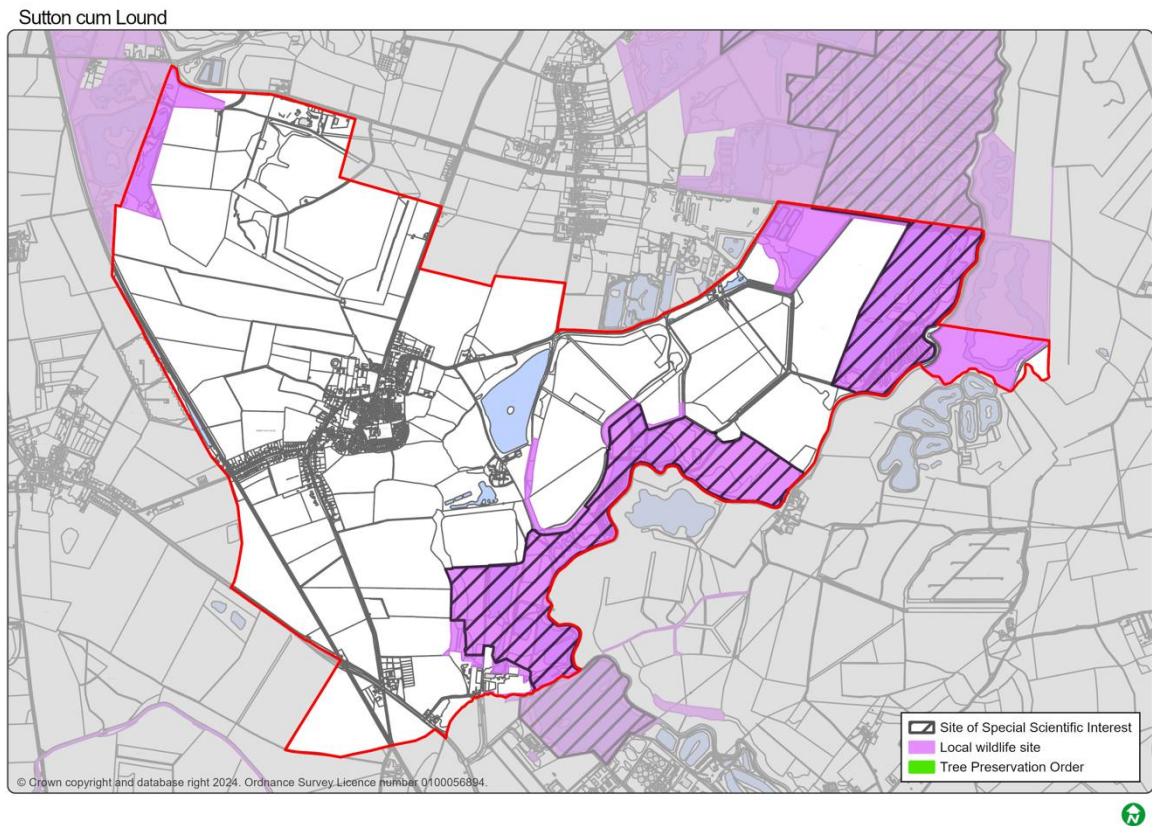 Sutton cum Lound
Site of Special Scientific Interest
Local wildlife site
Tree Preservation Order
© Crown copyright and database right 2024. Ordnance Survey Licence number 0100056894.
N